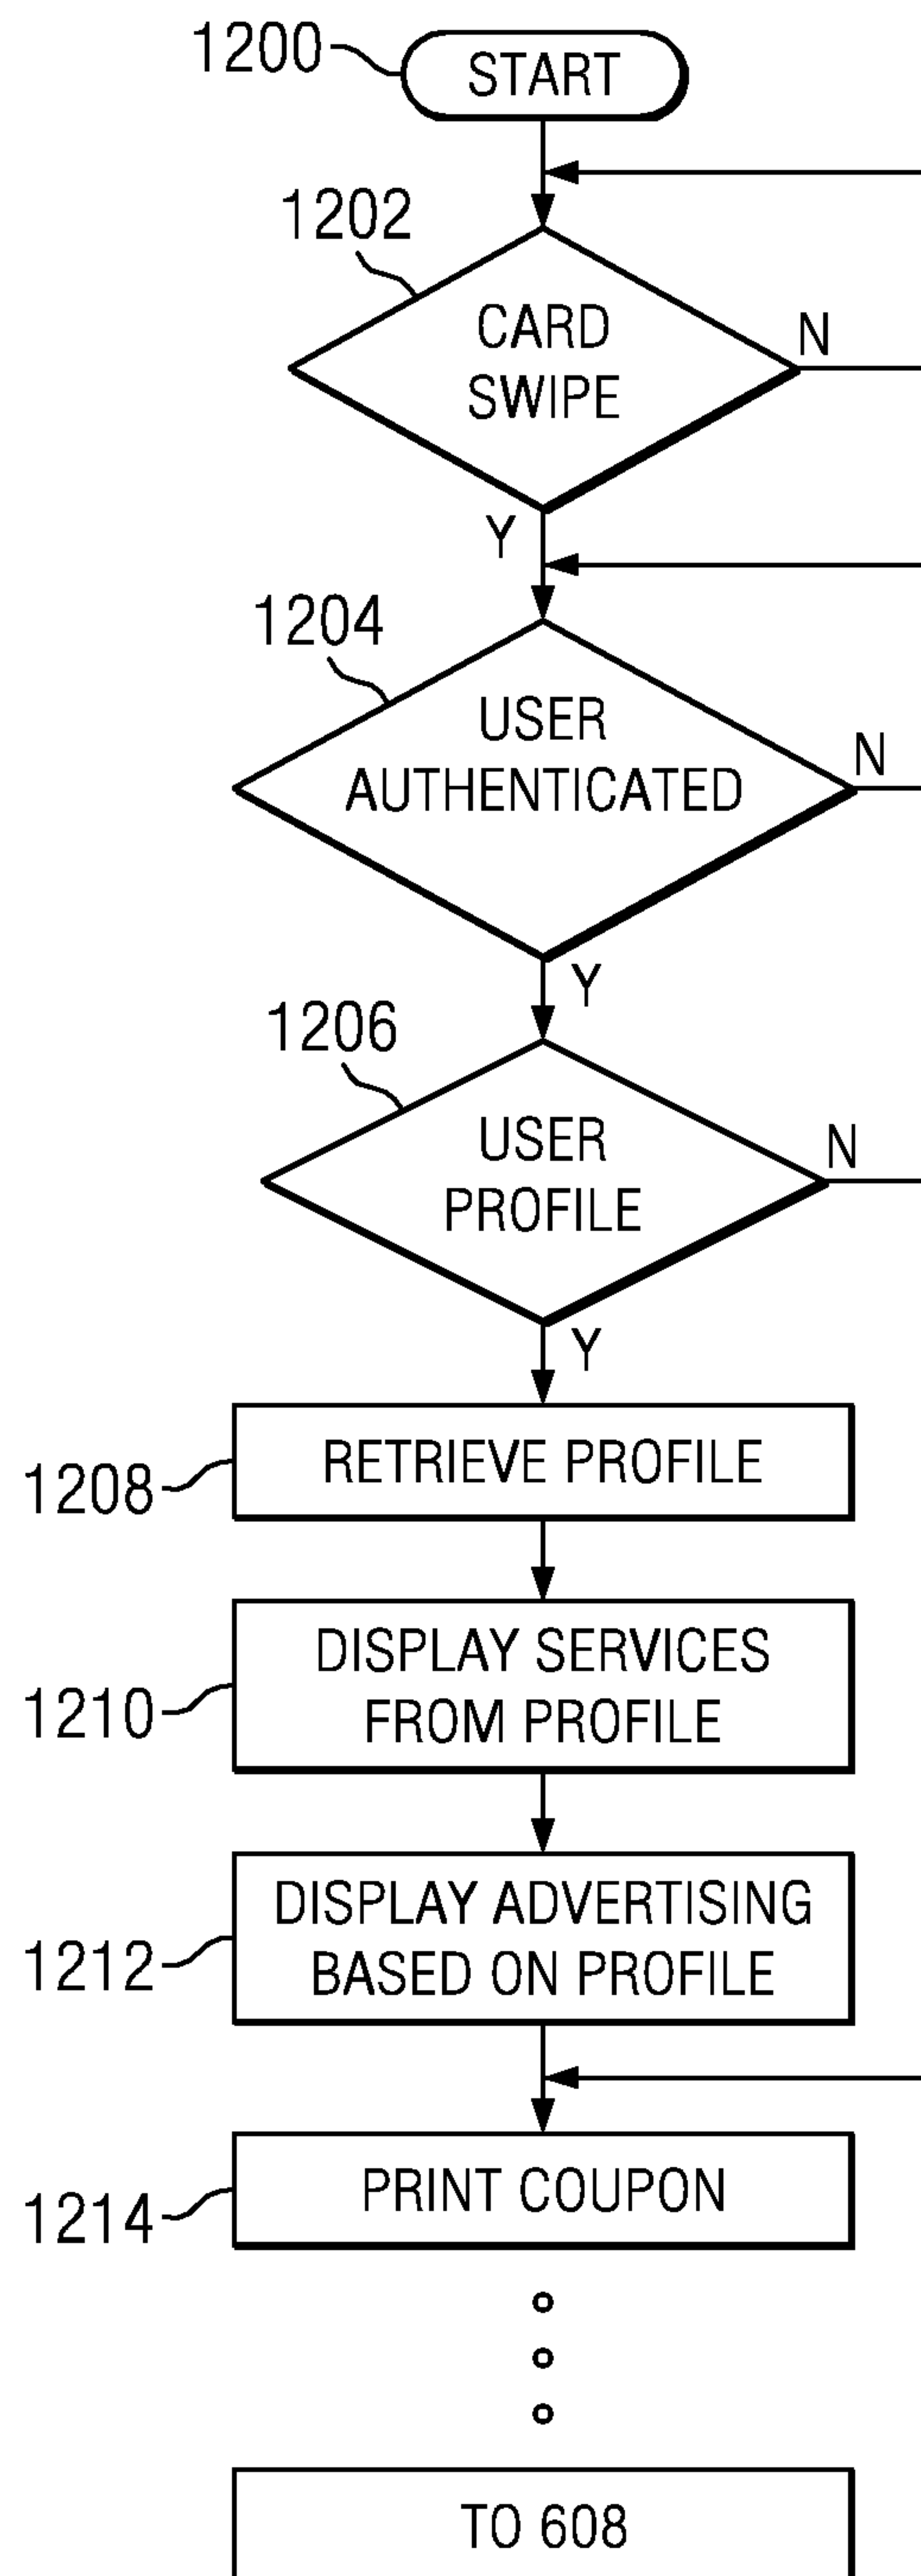 1200
START
1202
CARD
SWIPE
N
Y
1204
USER
AUTHENTICATED
N
Y
1206
USER
PROFILE
N
Y
1208
RETRIEVE PROFILE
1210
DISPLAY SERVICES
FROM PROFILE
1212
DISPLAY ADVERTISING
BASED ON PROFILE
1214
PRINT COUPON
TO 608